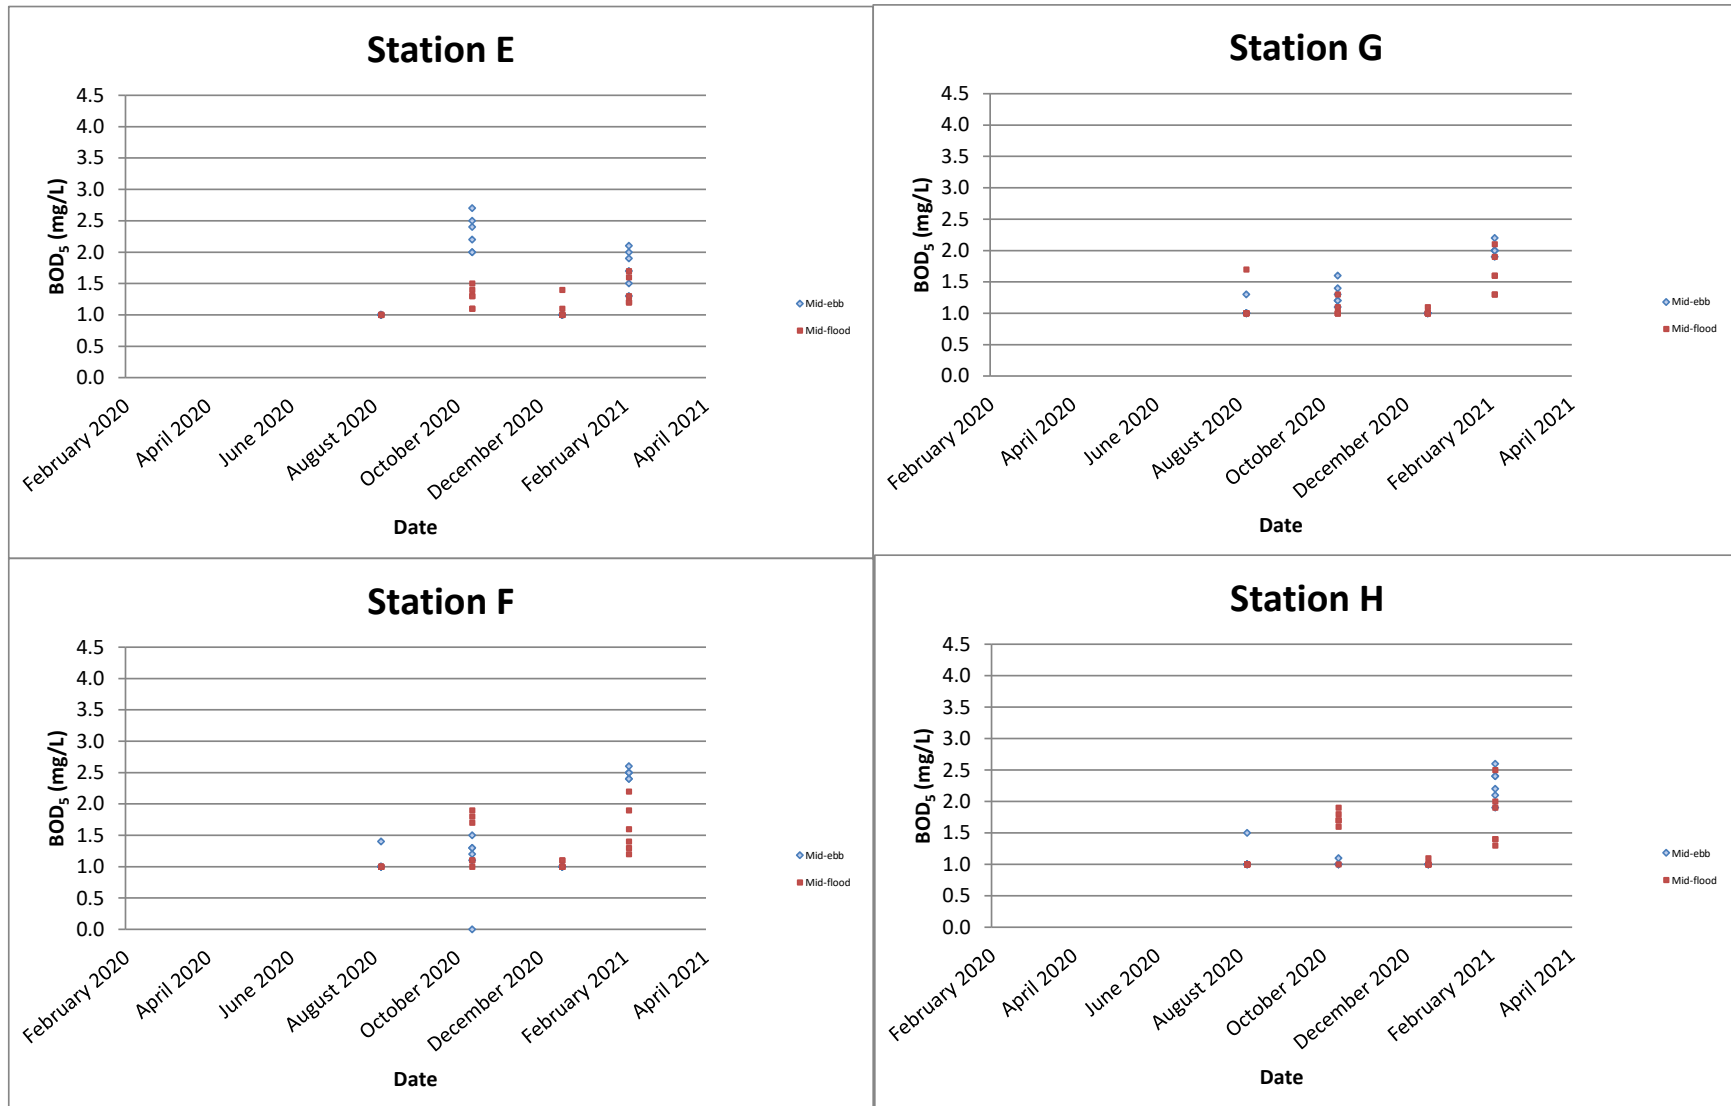 Station E
4.5
4.0
3.5
3.0
2.5
2.0
1.5
1.0
0.5
0.0
BOD5 (mg/L)
February 2020
April 2020
June 2020
August 2020
October 2020
December 2020
February 2021
April 2021
Date
Mid-ebb
Mid-flood
Station G
4.5
4.0
3.5
3.0
2.5
2.0
1.5
1.0
0.5
0.0
BOD5 (mg/L)
February 2020
April 2020
June 2020
August 2020
October 2020
December 2020
February 2021
April 2021
Date
Mid-ebb
Mid-flood
Station F
4.5
4.0
3.5
3.0
2.5
2.0
1.5
1.0
0.5
0.0
BOD5 (mg/L)
February 2020
April 2020
June 2020
August 2020
October 2020
December 2020
February 2021
April 2021
Date
Mid-ebb
Mid-flood
Station H
4.5
4.0
3.5
3.0
2.5
2.0
1.5
1.0
0.5
0.0
BOD5 (mg/L)
February 2020
April 2020
June 2020
August 2020
October 2020
December 2020
February 2021
April 2021
Date
Mid-ebb
Mid-flood